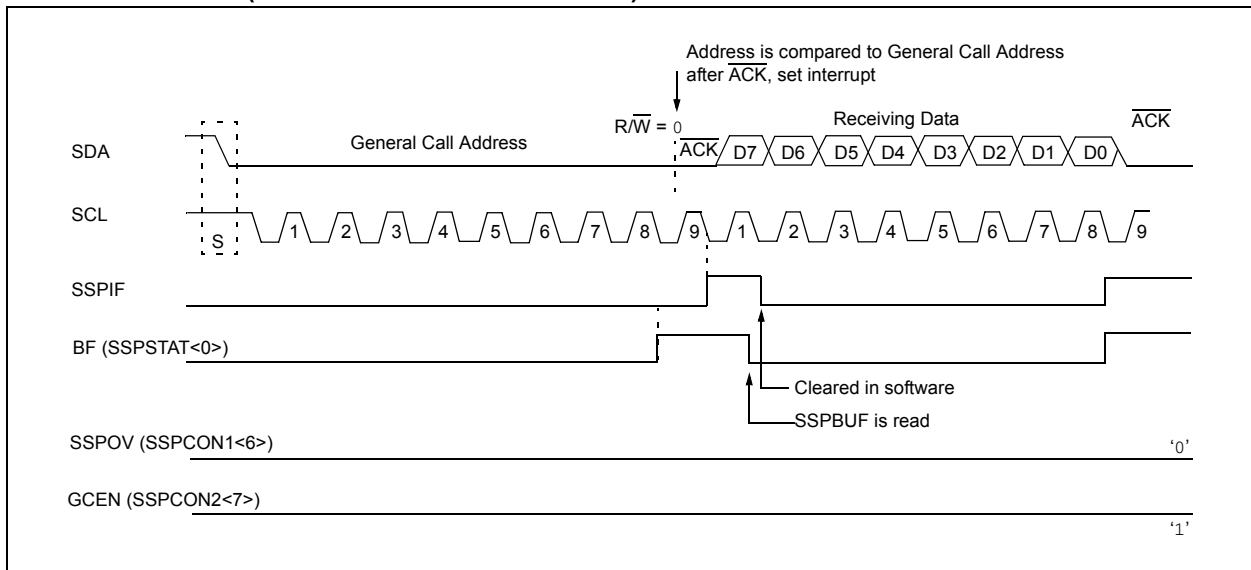 Address is compared to General Call Address
after ACK, set interrupt
R/W = 0
Receiving Data
ACK
SDA
General Call Address
ACK
D7 D6 D5 D4 D3 D2 D1 D0
SCL
S
1 2 3 4 5 6 7 8 9 1 2 3 4 5 6 7 8 9
SSPIF
BF (SSPSTAT<0>)
Cleared in software
SSPBUF is read
SSPOV (SSPCON1<6>)
‘0’
GCEN (SSPCON2<7>)
‘1’